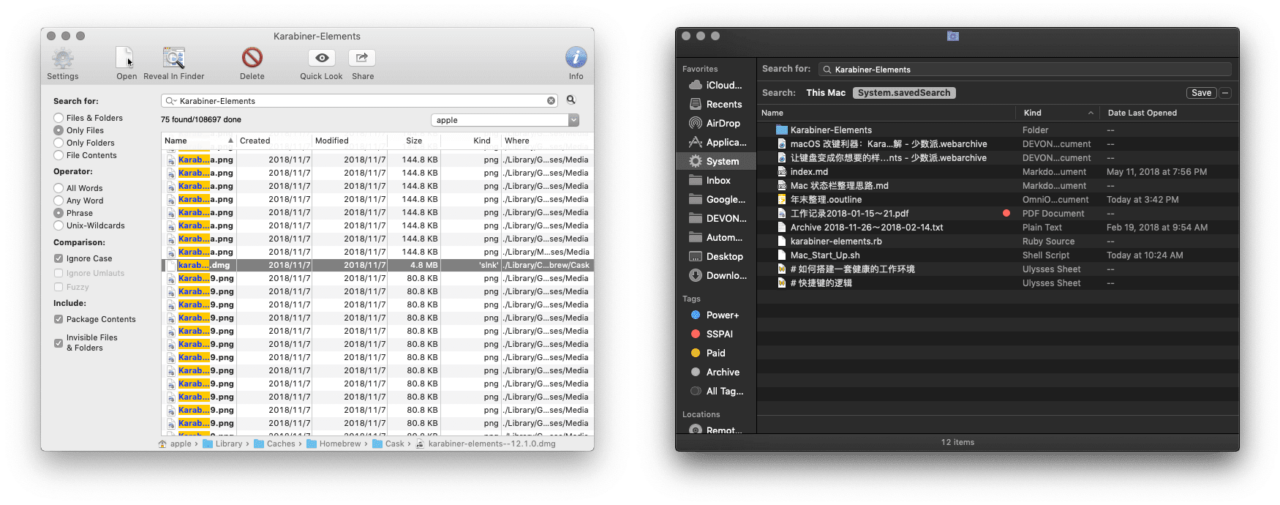 Karabiner-Elements
Settings
Open
Reveal In Finder
Delete
Quick Look
Share
Info
Search for:
Files & Folders
Only Files
Only Folders
File Contents
Operator:
All Words
Any Word
Phrase
Unix-Wildcards
Comparison:
Ignore Case
Ignore Umlauts
Fuzzy
Include:
Package Contents
Invisible Files
& Folders
Karabiner-Elements
75 found/108697 done
apple
Name Created Modified Size Kind Where
Karab...a.png 2018/11/7 2018/11/7 144.8 KB png ./Library/G...ses/Media
Karab...a.png 2018/11/7 2018/11/7 144.8 KB png ./Library/G...ses/Media
Karab...a.png 2018/11/7 2018/11/7 144.8 KB png ./Library/G...ses/Media
Karab...a.png 2018/11/7 2018/11/7 144.8 KB png ./Library/G...ses/Media
Karab...a.png 2018/11/7 2018/11/7 144.8 KB png ./Library/G...ses/Media
Karab...a.png 2018/11/7 2018/11/7 144.8 KB png ./Library/G...ses/Media
Karab...a.png 2018/11/7 2018/11/7 144.8 KB png ./Library/G...ses/Media
Karab...a.png 2018/11/7 2018/11/7 144.8 KB png ./Library/M...ses/Media
karab....dmg 2018/11/7 2018/11/7 4.8 MB 'slnk' ./Library/C...brew/Cask
Karab...9.png 2018/11/7 2018/11/7 80.8 KB png ./Library/G...ses/Media
Karab...9.png 2018/11/7 2018/11/7 80.8 KB png ./Library/G...ses/Media
Karab...9.png 2018/11/7 2018/11/7 80.8 KB png ./Library/G...ses/Media
Karab...9.png 2018/11/7 2018/11/7 80.8 KB png ./Library/G...ses/Media
Karab...9.png 2018/11/7 2018/11/7 80.8 KB png ./Library/G...ses/Media
Karab...9.png 2018/11/7 2018/11/7 80.8 KB png ./Library/G...ses/Media
Karab...9.png 2018/11/7 2018/11/7 80.8 KB png ./Library/G...ses/Media
Karab...9.png 2018/11/7 2018/11/7 80.8 KB png ./Library/G...ses/Media
Karab...9.png 2018/11/7 2018/11/7 80.8 KB png ./Library/G...ses/Media
Karab...9.png 2018/11/7 2018/11/7 80.8 KB png ./Library/G...ses/Media
Karab...9.png 2018/11/7 2018/11/7 80.8 KB png ./Library/G...ses/Media
Karab...9.png 2018/11/7 2018/11/7 80.8 KB png ./Library/G...ses/Media
apple › Library › Caches › Homebrew › Cask › karabiner-elements--12.1.0.dmg
Favorites
iCloud...
Recents
AirDrop
Applica...
System
Inbox
Google...
DEVON...
Autom...
Desktop
Downlo...
Tags
Power+
SSPAI
Paid
Archive
All Tag...
Locations
Remot...
Search for: Karabiner-Elements
Search: This Mac System.savedSearch Save
Name Kind Date Last Opened
Karabiner-Elements Folder --
macOS 改键利器：Kara...解 - 少数派.webarchive DEVON...cument --
让键盘变成你想要的样...nts - 少数派.webarchive DEVON...cument --
index.md Markdo...ument May 11, 2018 at 7:56 PM
Mac 状态栏整理思路.md Markdo...ument --
年末整理.ooutline OmniO...cument Today at 3:42 PM
工作记录2018-01-15～21.pdf PDF Document --
Archive 2018-11-26～2018-02-14.txt Plain Text Feb 19, 2018 at 9:54 AM
karabiner-elements.rb Ruby Source --
Mac_Start_Up.sh Shell Script Today at 10:24 AM
# 如何搭建一套健康的工作环境 Ulysses Sheet --
# 快捷键的逻辑 Ulysses Sheet --
12 items